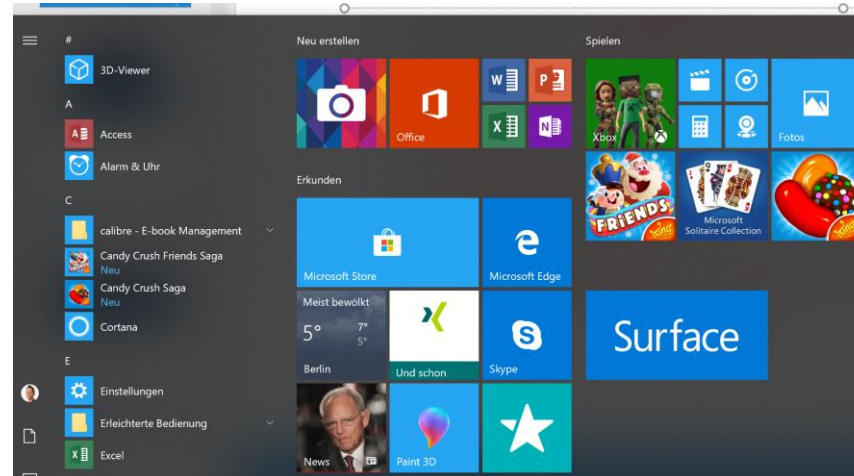 #
3D-Viewer
A
Access
Alarm & Uhr
C
calibre - E-book Management
Candy Crush Friends Saga
Neu
Candy Crush Saga
Neu
Cortana
E
Einstellungen
Erleichterte Bedienung
Excel
Neu erstellen
Office
Erkunden
Microsoft Store
Microsoft Edge
Meist bewölkt
5° 7°
5°
Berlin
Und schon
Skype
News
Paint 3D
Spielen
Xbox
Fotos
FRiENDS
King
Microsoft
Solitaire Collection
King
Surface